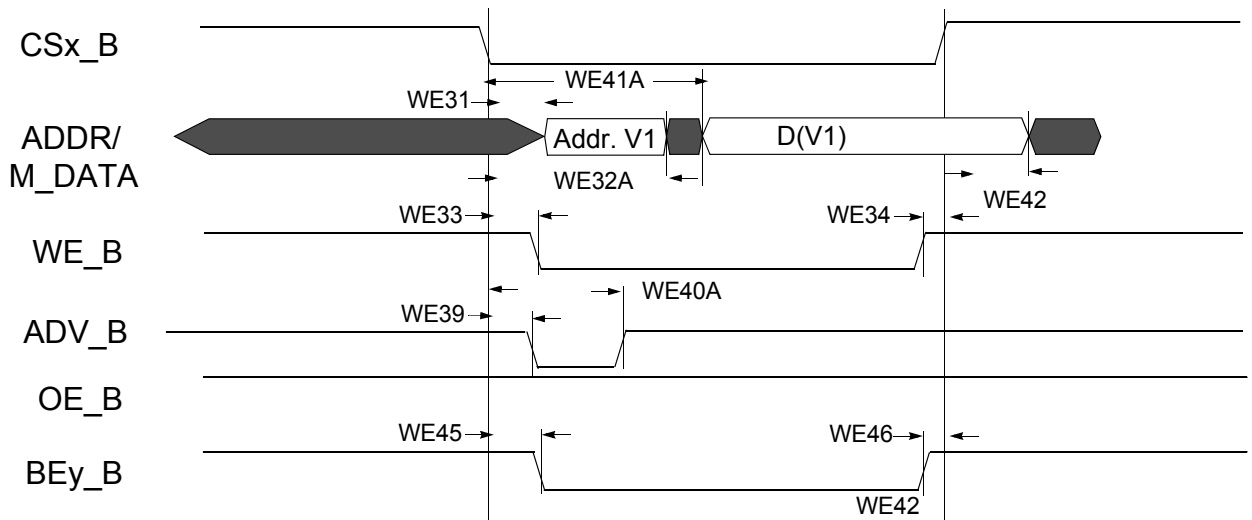 CSx_B
WE41A
WE31
ADDR/
M_DATA
Addr. V1
D(V1)
WE32A
WE42
WE33
WE34
WE_B
WE40A
WE39
ADV_B
OE_B
WE45
WE46
BEy_B
WE42